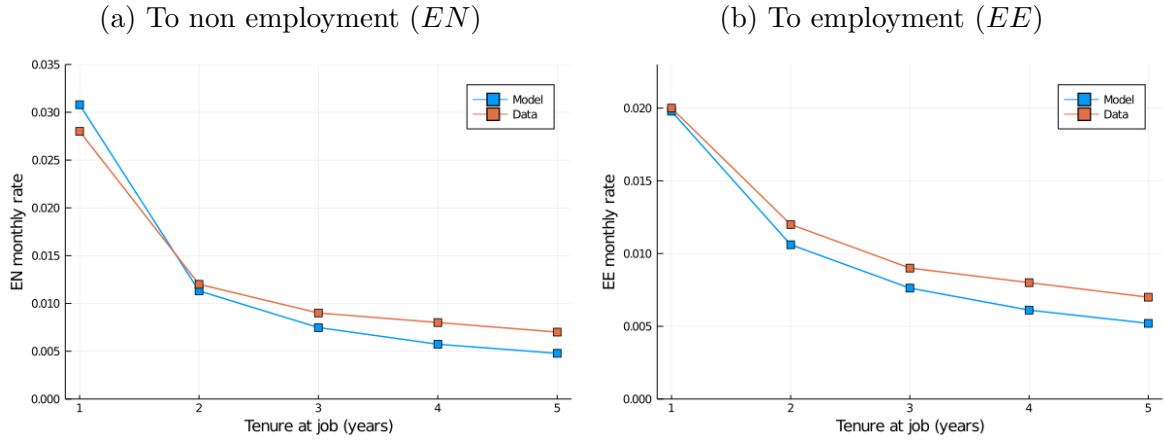 (a) To non employment (EN)
0.035
0.030
0.025
0.020
0.015
0.010
0.005
0.000
EN monthly rate
1 2 3 4 5
Tenure at job (years)
Model
Data
(b) To employment (EE)
0.020
0.015
0.010
0.005
0.000
EE monthly rate
1 2 3 4 5
Tenure at job (years)
Model
Data